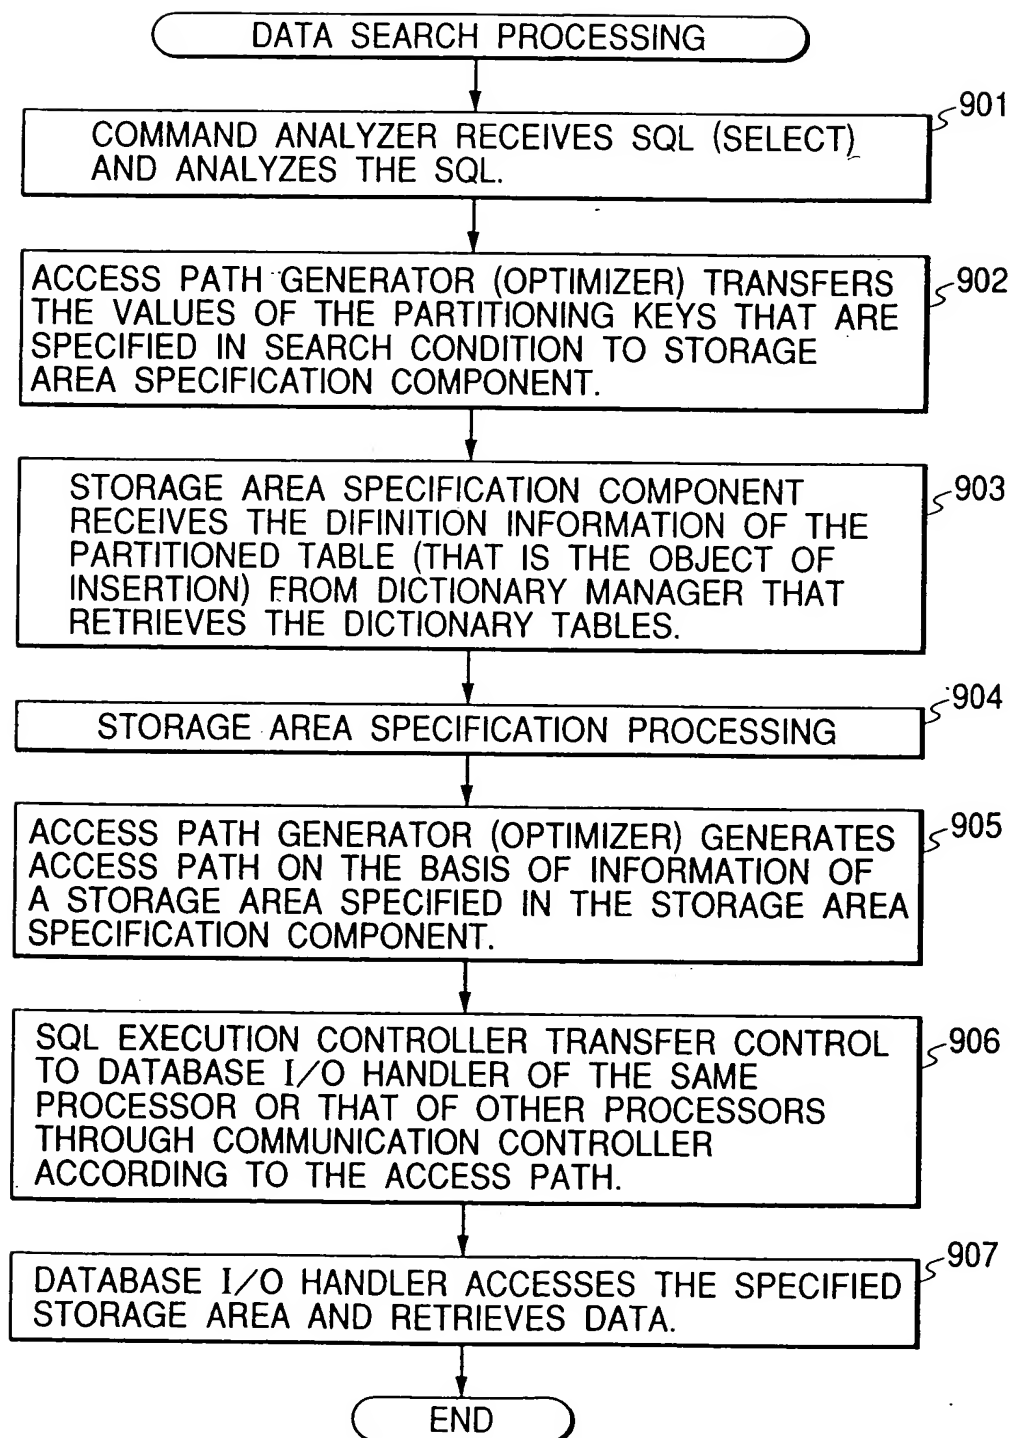 DATA SEARCH PROCESSING
901
COMMAND ANALYZER RECEIVES SQL (SELECT)
AND ANALYZES THE SQL.
902
ACCESS PATH GENERATOR (OPTIMIZER) TRANSFERS
THE VALUES OF THE PARTITIONING KEYS THAT ARE
SPECIFIED IN SEARCH CONDITION TO STORAGE
AREA SPECIFICATION COMPONENT.
903
STORAGE AREA SPECIFICATION COMPONENT
RECEIVES THE DIFINITION INFORMATION OF THE
PARTITIONED TABLE (THAT IS THE OBJECT OF
INSERTION) FROM DICTIONARY MANAGER THAT
RETRIEVES THE DICTIONARY TABLES.
904
STORAGE AREA SPECIFICATION PROCESSING
905
ACCESS PATH GENERATOR (OPTIMIZER) GENERATES
ACCESS PATH ON THE BASIS OF INFORMATION OF
A STORAGE AREA SPECIFIED IN THE STORAGE AREA
SPECIFICATION COMPONENT.
906
SQL EXECUTION CONTROLLER TRANSFER CONTROL
TO DATABASE I/O HANDLER OF THE SAME
PROCESSOR OR THAT OF OTHER PROCESSORS
THROUGH COMMUNICATION CONTROLLER
ACCORDING TO THE ACCESS PATH.
907
DATABASE I/O HANDLER ACCESSES THE SPECIFIED
STORAGE AREA AND RETRIEVES DATA.
END